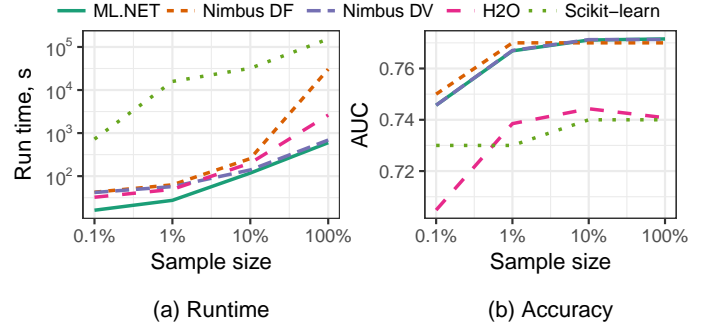 ML.NET Nimbus DF Nimbus DV H2O Scikit−learn
10^5
10^4
10^3
10^2
Run time, s
0.1% 1% 10% 100%
Sample size
(a) Runtime
0.76
0.74
0.72
AUC
0.1% 1% 10% 100%
Sample size
(b) Accuracy